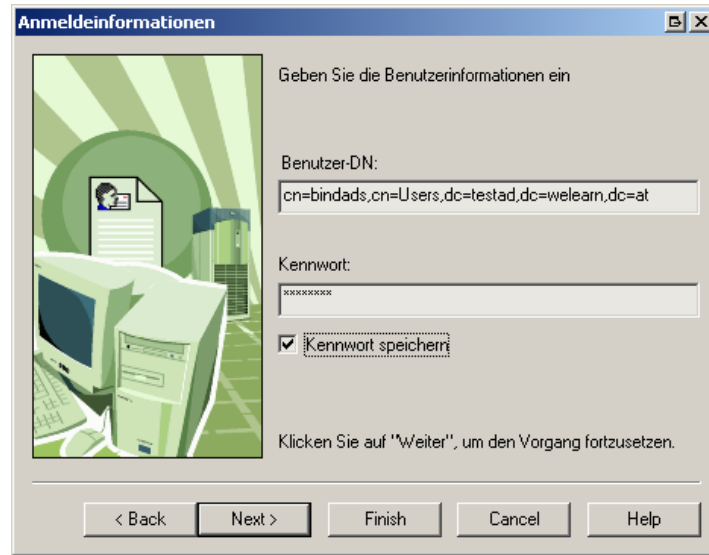 Anmeldeinformationen
Geben Sie die Benutzerinformationen ein
Benutzer-DN:
cn=bindads,cn=Users,dc=testad,dc=welearn,dc=at
Kennwort:
********
Kennwort speichern
Klicken Sie auf "Weiter", um den Vorgang fortzusetzen.
< Back Next > Finish Cancel Help